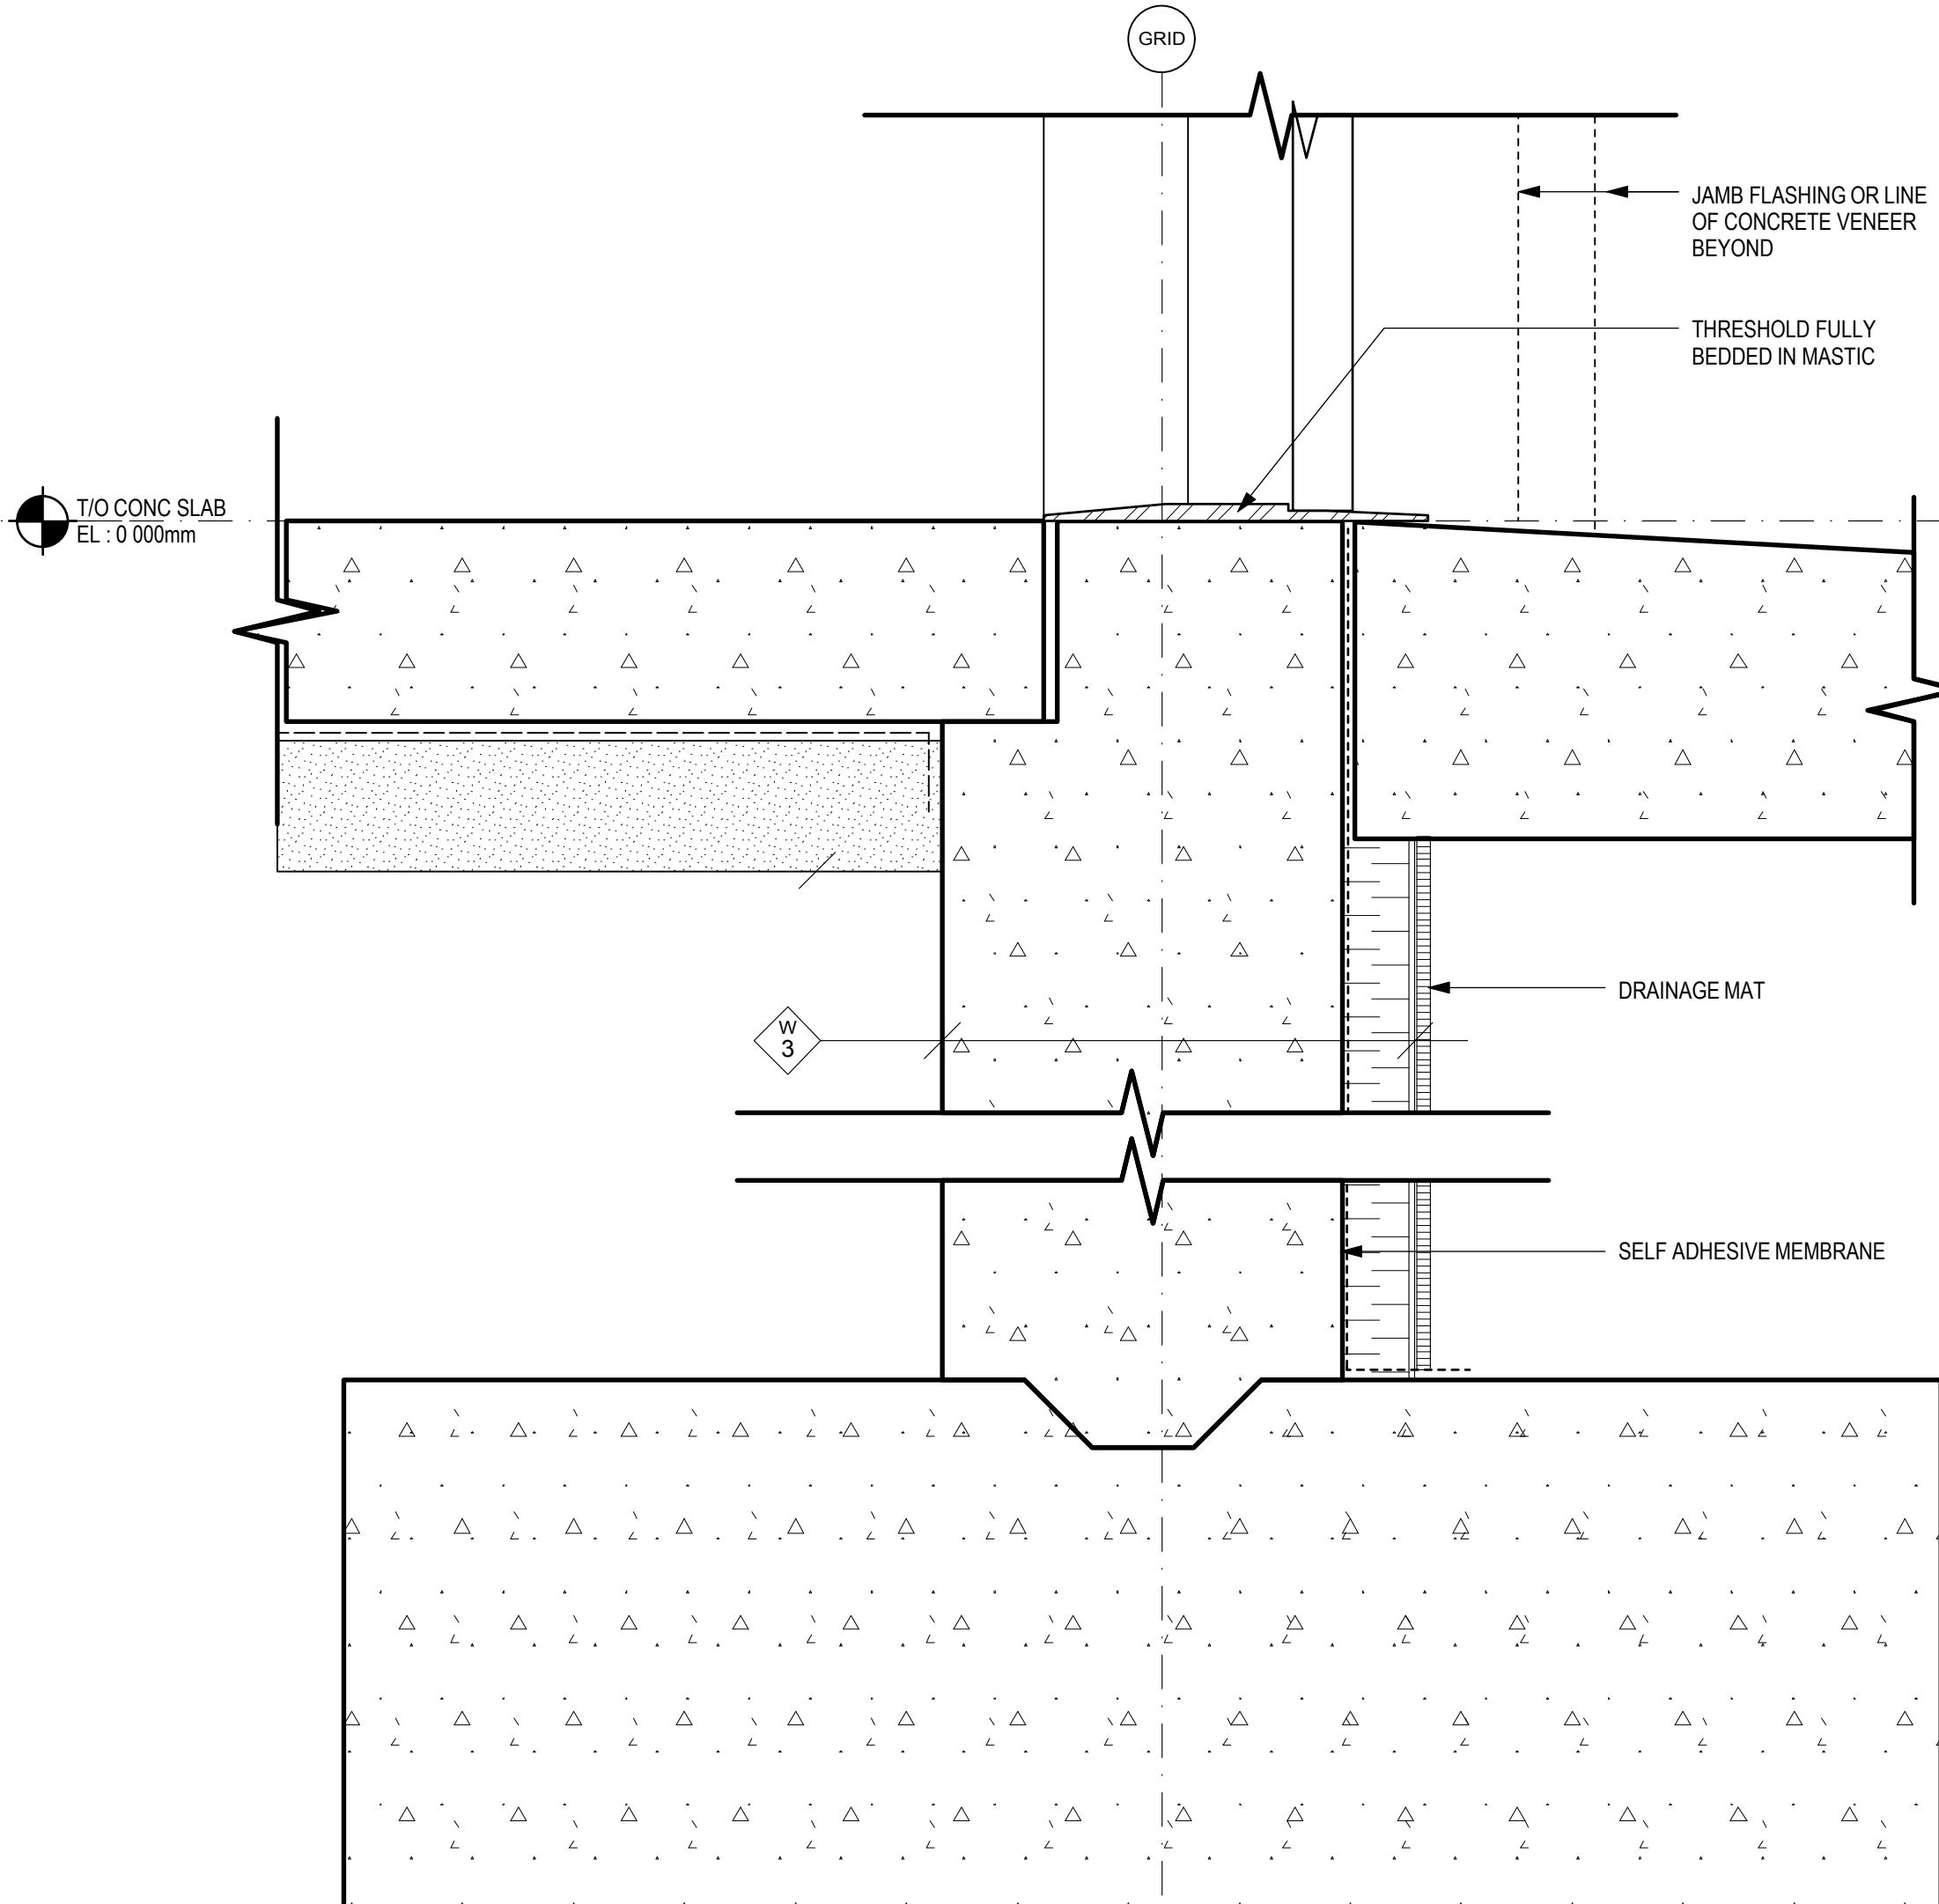 GRID
JAMB FLASHING OR LINE
OF CONCRETE VENEER
BEYOND
THRESHOLD FULLY
BEDDED IN MASTIC
T/O CONC SLAB
EL : 0 000mm
DRAINAGE MAT
W
3
SELF ADHESIVE MEMBRANE